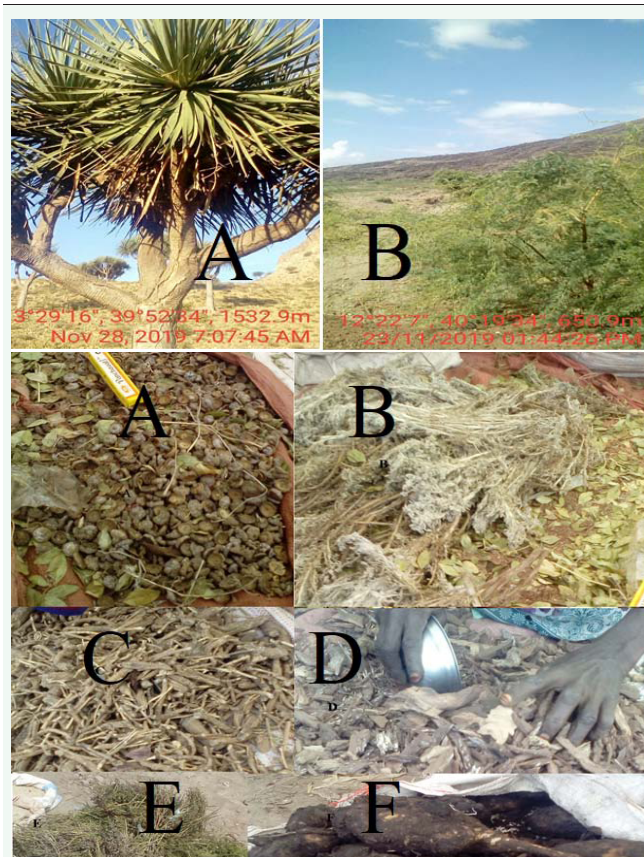 A
B
3°29'16", 39°52'34", 1532.9m
Nov 28, 2019 7:07:45 AM
12°22'7", 40°19'34", 650.9m
23/11/2019 01:44:26 PM
A
B
B
C
D
D
E
E
F
F